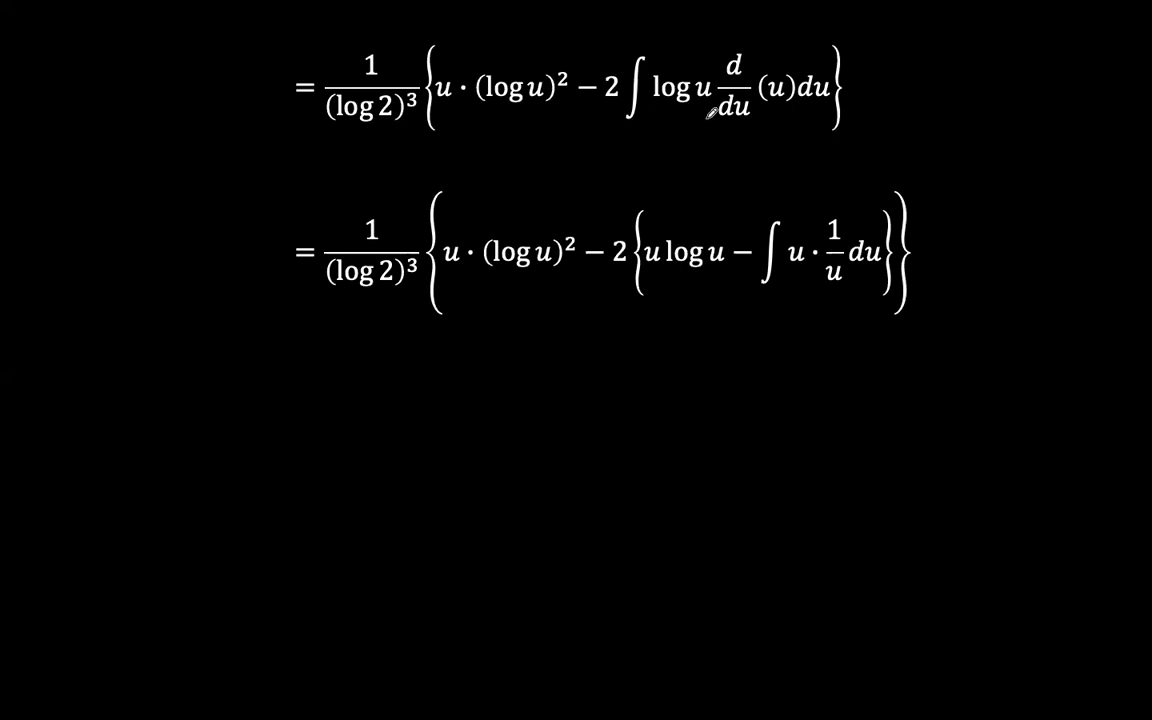 = 1/(log 2)³ {u · (log u)² − 2 ∫ log u d/du (u)du}
= 1/(log 2)³ {u · (log u)² − 2 {u log u − ∫ u · 1/u du}}